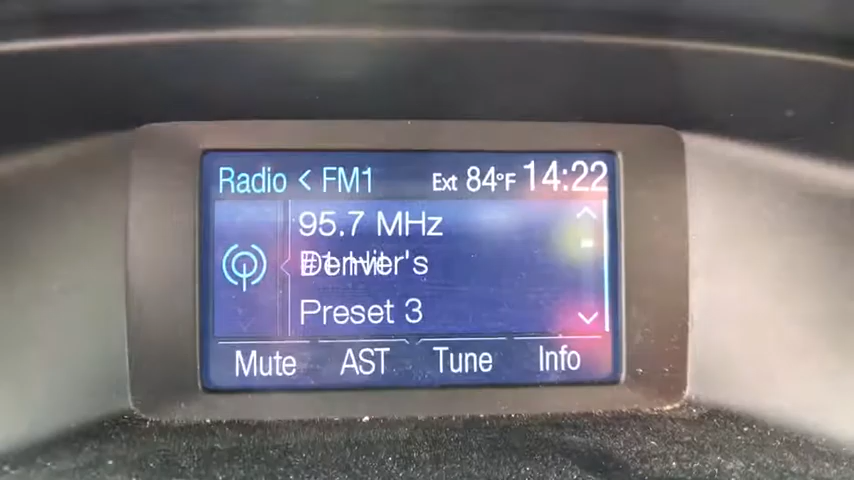 Radio < FM1 Ext 84°F 14:22
95.7 MHz
Denver's
Preset 3
Mute AST Tune Info